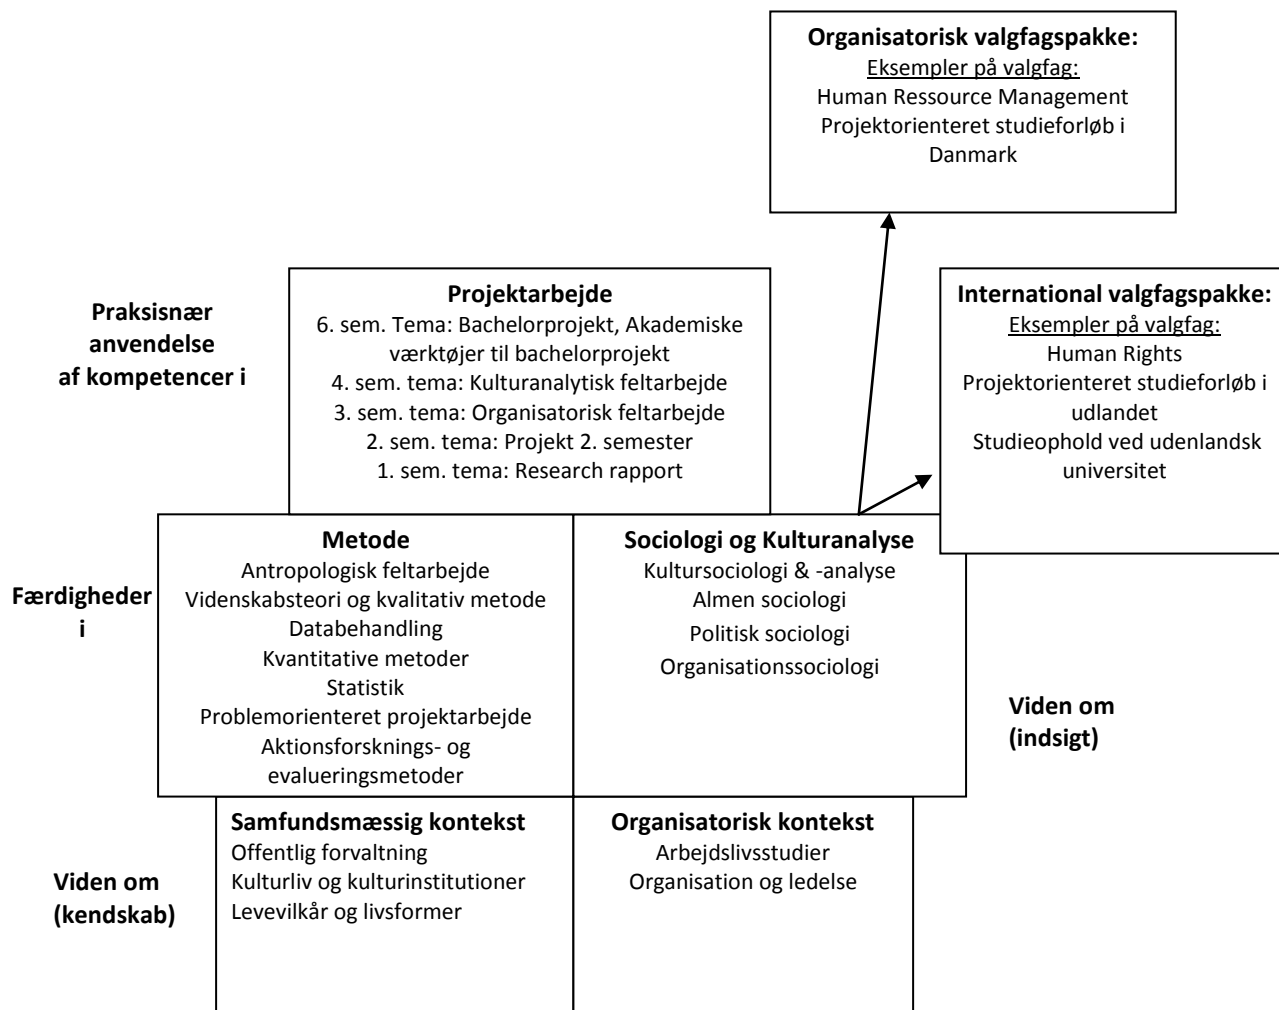 Organisatorisk valgfagspakke:
Eksempler på valgfag:
Human Ressource Management
Projektorienteret studieforløb i
Danmark
Praksisnær
anvendelse
af kompetencer i
Projektarbejde
6. sem. Tema: Bachelorprojekt, Akademiske
værktøjer til bachelorprojekt
4. sem. tema: Kulturanalytisk feltarbejde
3. sem. tema: Organisatorisk feltarbejde
2. sem. tema: Projekt 2. semester
1. sem. tema: Research rapport
International valgfagspakke:
Eksempler på valgfag:
Human Rights
Projektorienteret studieforløb i
udlandet
Studieophold ved udenlandsk
universitet
Færdigheder
i
Metode
Antropologisk feltarbejde
Videnskabsteori og kvalitativ metode
Databehandling
Kvantitative metoder
Statistik
Problemorienteret projektarbejde
Aktionsforsknings- og
evalueringsmetoder
Sociologi og Kulturanalyse
Kultursociologi & -analyse
Almen sociologi
Politisk sociologi
Organisationssociologi
Viden om
(indsigt)
Viden om
(kendskab)
Samfundsmæssig kontekst
Offentlig forvaltning
Kulturliv og kulturinstitutioner
Levevilkår og livsformer
Organisatorisk kontekst
Arbejdslivsstudier
Organisation og ledelse